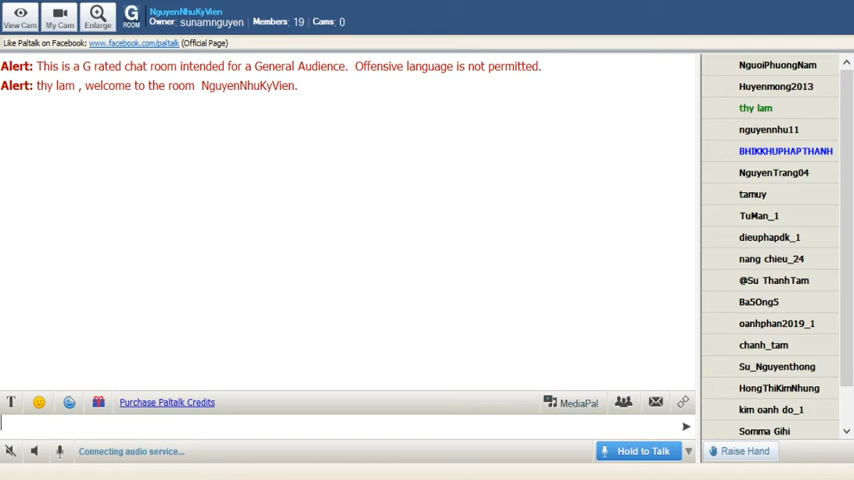 View Cam
My Cam
Enlarge
G
ROOM
NguyenNhuKyVien
Owner: sunamnguyen Members: 19 Cams: 0
Like Paltalk on Facebook: www.facebook.com/paltalk (Official Page)
Alert: This is a G rated chat room intended for a General Audience. Offensive language is not permitted.
Alert: thy lam , welcome to the room NguyenNhuKyVien.
NguoiPhuongNam
Huyenmong2013
thy lam
nguyennhu11
BHIKKHUPHAPTHANH
NguyenTrang04
tamuy
TuMan_1
dieuphapdk_1
nang chieu_24
@Su ThanhTam
Ba5Ong5
oanhphan2019_1
chanh_tam
Su_Nguyenthong
HongThiKimNhung
kim oanh do_1
Somma Gihi
T
Purchase Paltalk Credits
MediaPal
Connecting audio service...
Hold to Talk
Raise Hand